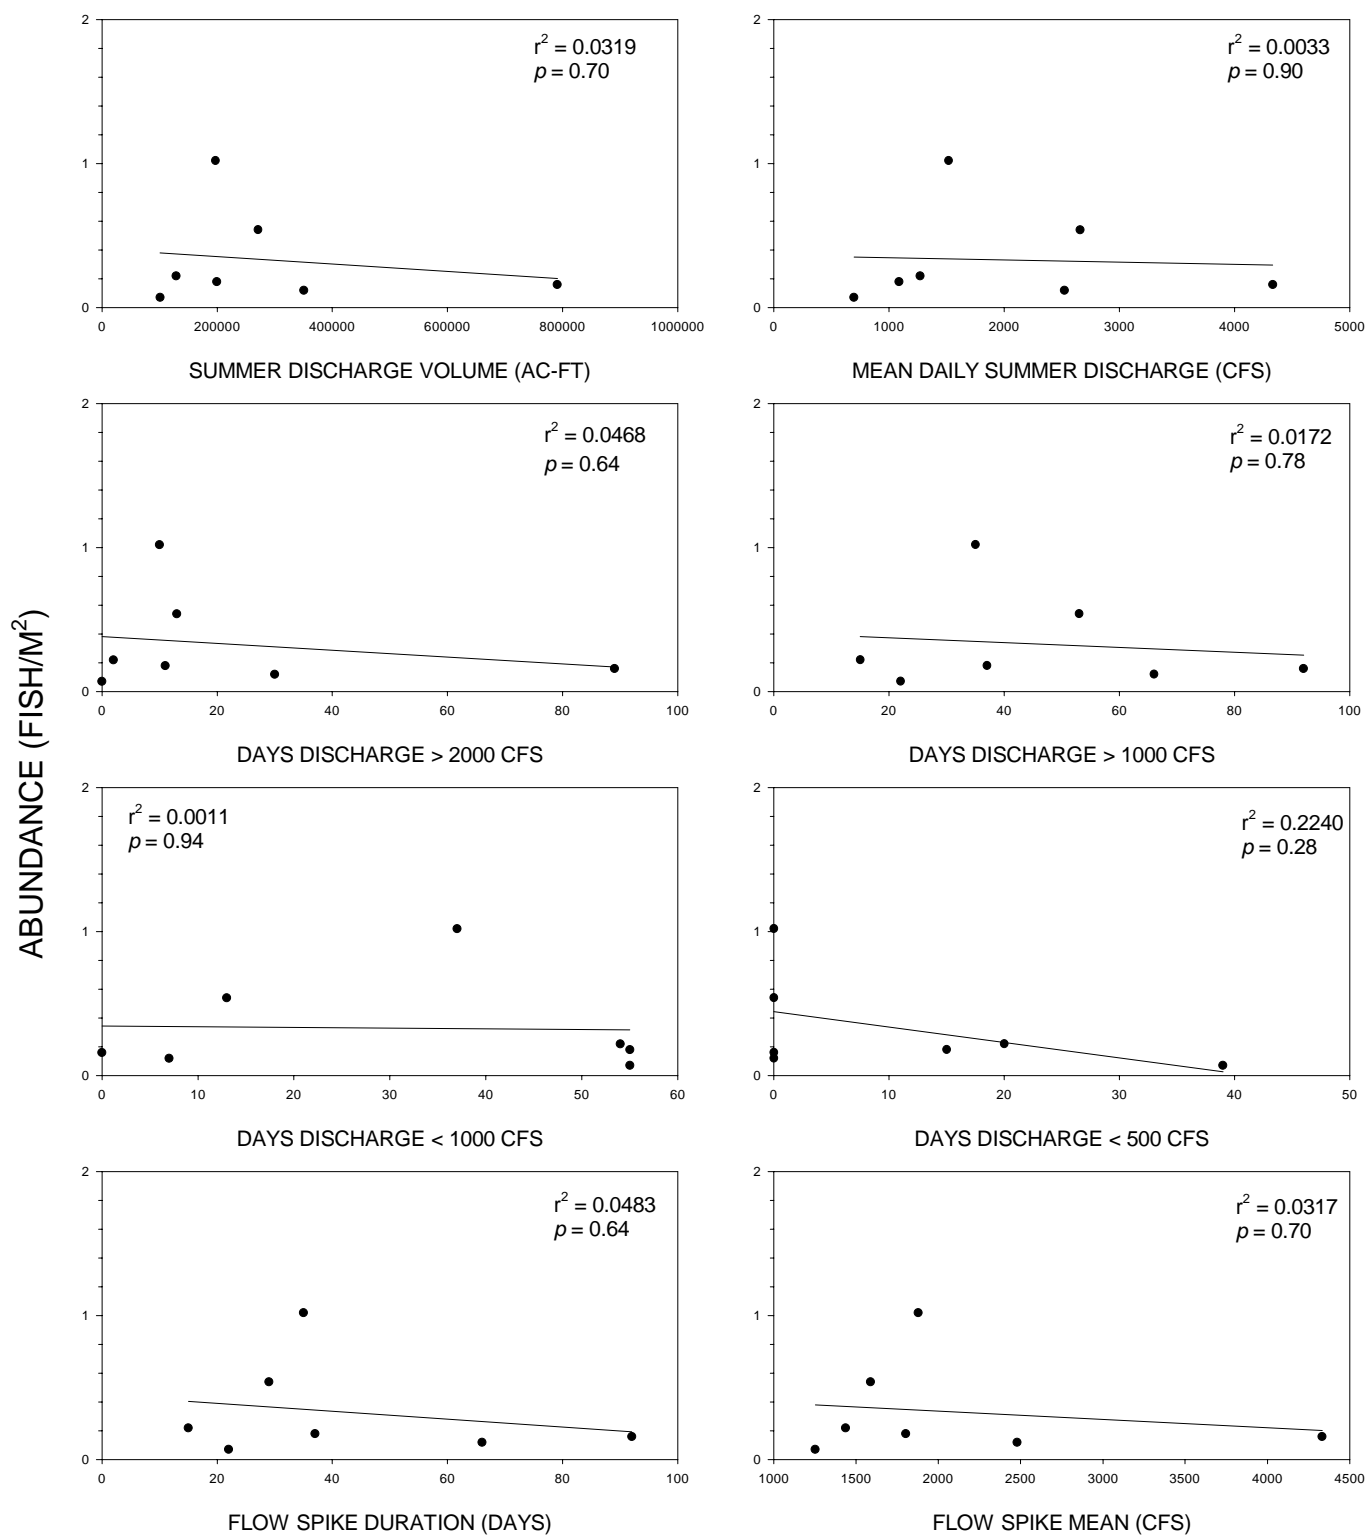 ABUNDANCE (FISH/M²)
2
1
0
r² = 0.0319
p = 0.70
0 200000 400000 600000 800000 1000000
SUMMER DISCHARGE VOLUME (AC-FT)
2
1
0
r² = 0.0033
p = 0.90
0 1000 2000 3000 4000 5000
MEAN DAILY SUMMER DISCHARGE (CFS)
2
1
0
r² = 0.0468
p = 0.64
0 20 40 60 80 100
DAYS DISCHARGE > 2000 CFS
2
1
0
r² = 0.0172
p = 0.78
0 20 40 60 80 100
DAYS DISCHARGE > 1000 CFS
2
1
0
r² = 0.0011
p = 0.94
0 10 20 30 40 50 60
DAYS DISCHARGE < 1000 CFS
2
1
0
r² = 0.2240
p = 0.28
0 10 20 30 40 50
DAYS DISCHARGE < 500 CFS
2
1
0
r² = 0.0483
p = 0.64
0 20 40 60 80 100
FLOW SPIKE DURATION (DAYS)
2
1
0
r² = 0.0317
p = 0.70
1000 1500 2000 2500 3000 3500 4000 4500
FLOW SPIKE MEAN (CFS)